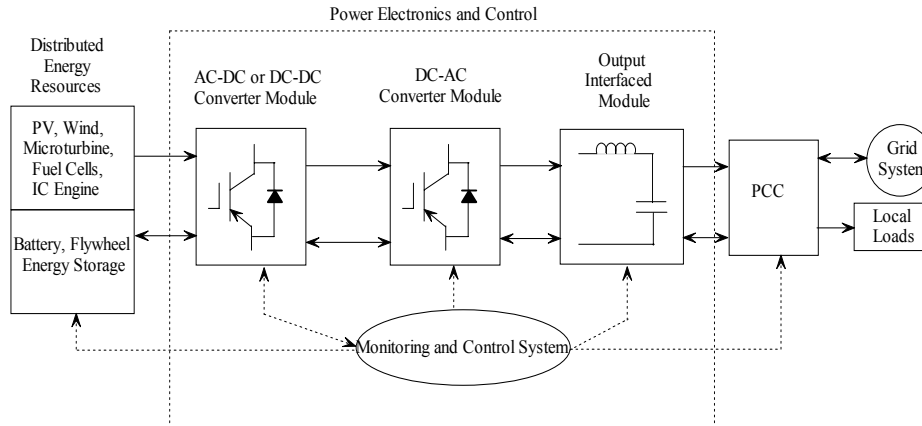 Power Electronics and Control
Distributed
Energy
Resources
AC-DC or DC-DC
Converter Module
DC-AC
Converter Module
Output
Interfaced
Module
PV, Wind,
Microturbine,
Fuel Cells,
IC Engine
Battery, Flywheel
Energy Storage
PCC
Grid
System
Local
Loads
Monitoring and Control System